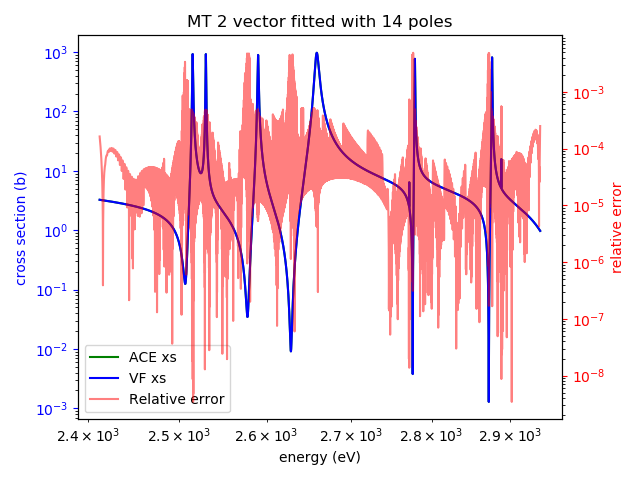 MT 2 vector fitted with 14 poles
10³
10²
10¹
10⁰
10⁻¹
10⁻²
10⁻³
cross section (b)
10⁻³
10⁻⁴
10⁻⁵
10⁻⁶
10⁻⁷
10⁻⁸
relative error
ACE xs
VF xs
Relative error
2.4 × 10³ 2.5 × 10³ 2.6 × 10³ 2.7 × 10³ 2.8 × 10³ 2.9 × 10³
energy (eV)